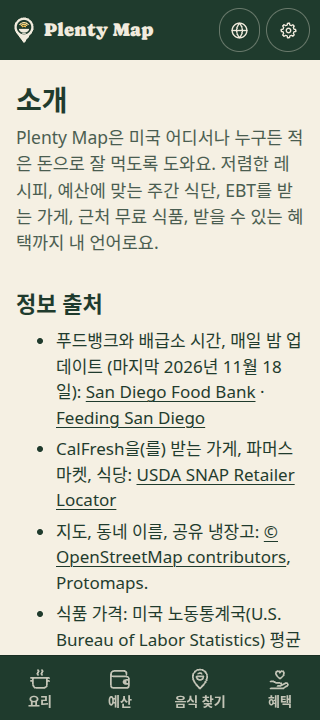 Plenty Map
소개
Plenty Map은 미국 어디서나 누구든 적
은 돈으로 잘 먹도록 도와요. 저렴한 레
시피, 예산에 맞는 주간 식단, EBT를 받
는 가게, 근처 무료 식품, 받을 수 있는 혜
택까지 내 언어로요.
정보 출처
• 푸드뱅크와 배급소 시간, 매일 밤 업
데이트 (마지막 2026년 11월 18
일): San Diego Food Bank ·
Feeding San Diego
• CalFresh을(를) 받는 가게, 파머스
마켓, 식당: USDA SNAP Retailer
Locator
• 지도, 동네 이름, 공유 냉장고: ©
OpenStreetMap contributors,
Protomaps.
• 식품 가격: 미국 노동통계국(U.S.
Bureau of Labor Statistics) 평균
요리
예산
음식 찾기
혜택